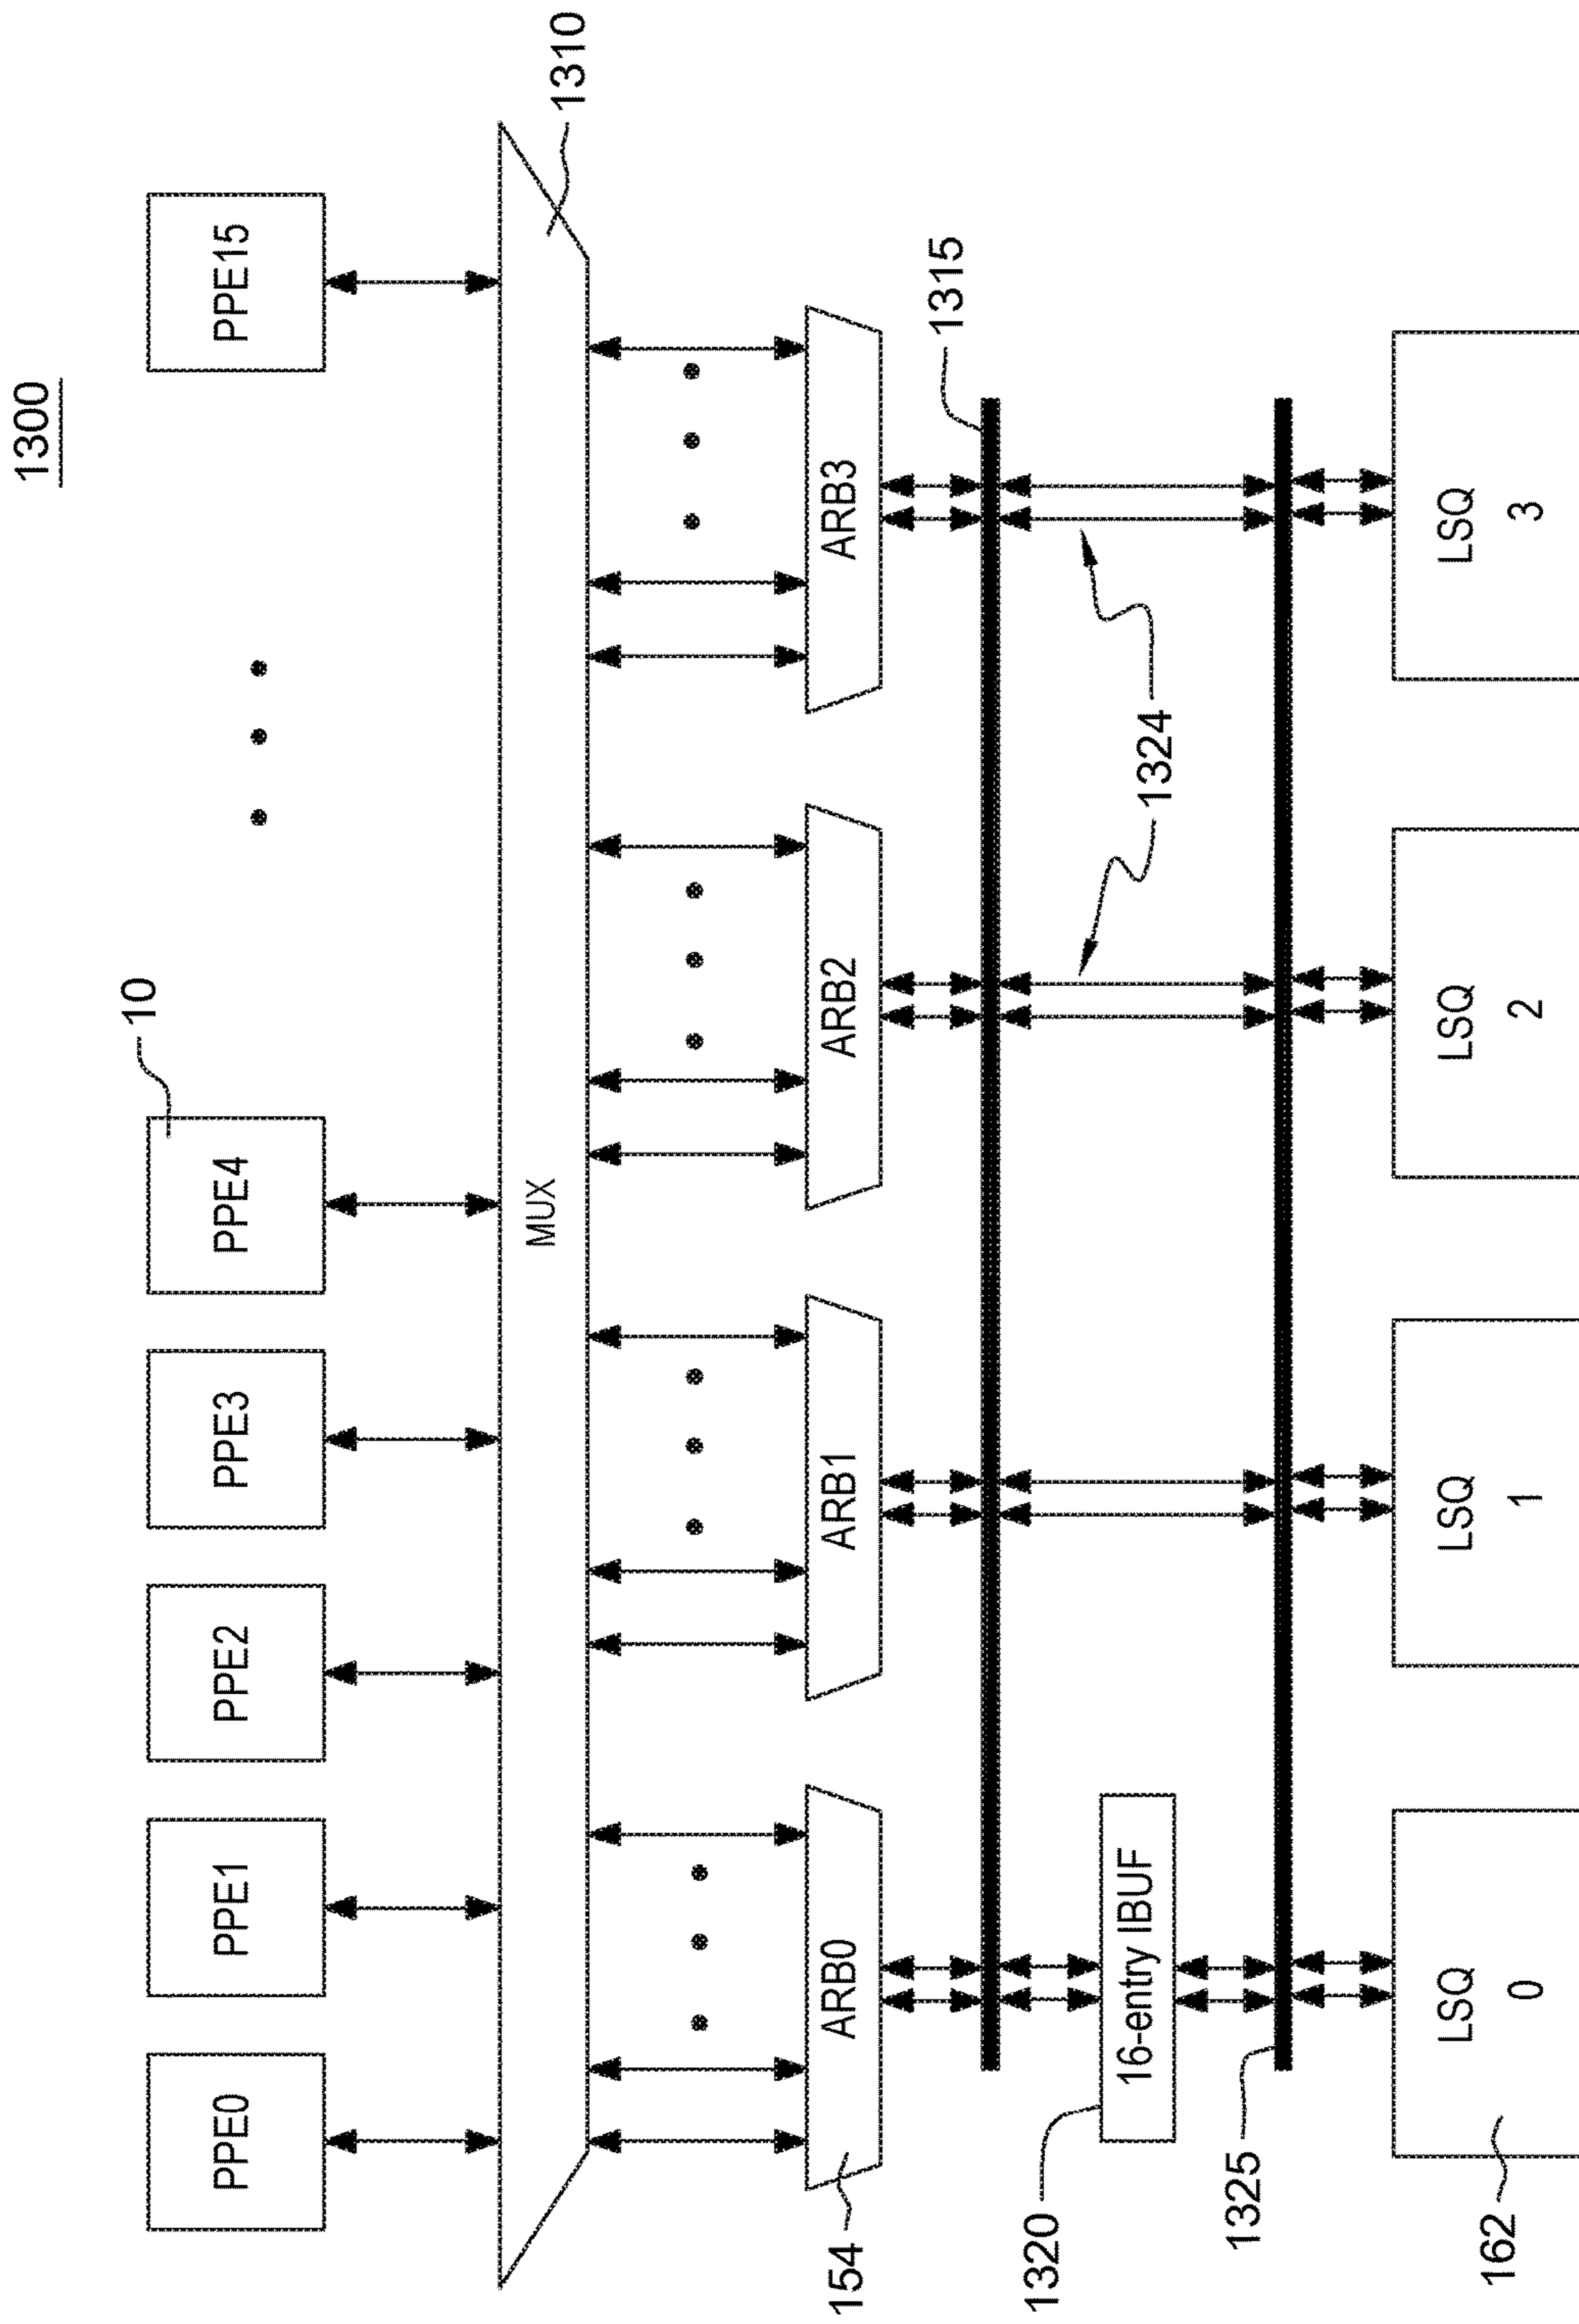 1300
PPE0
PPE1
PPE2
PPE3
PPE4
PPE15
10
MUX
1310
ARB0
ARB1
ARB2
ARB3
154
1315
16-entry IBUF
1320
1324
1325
LSQ
0
LSQ
1
LSQ
2
LSQ
3
162